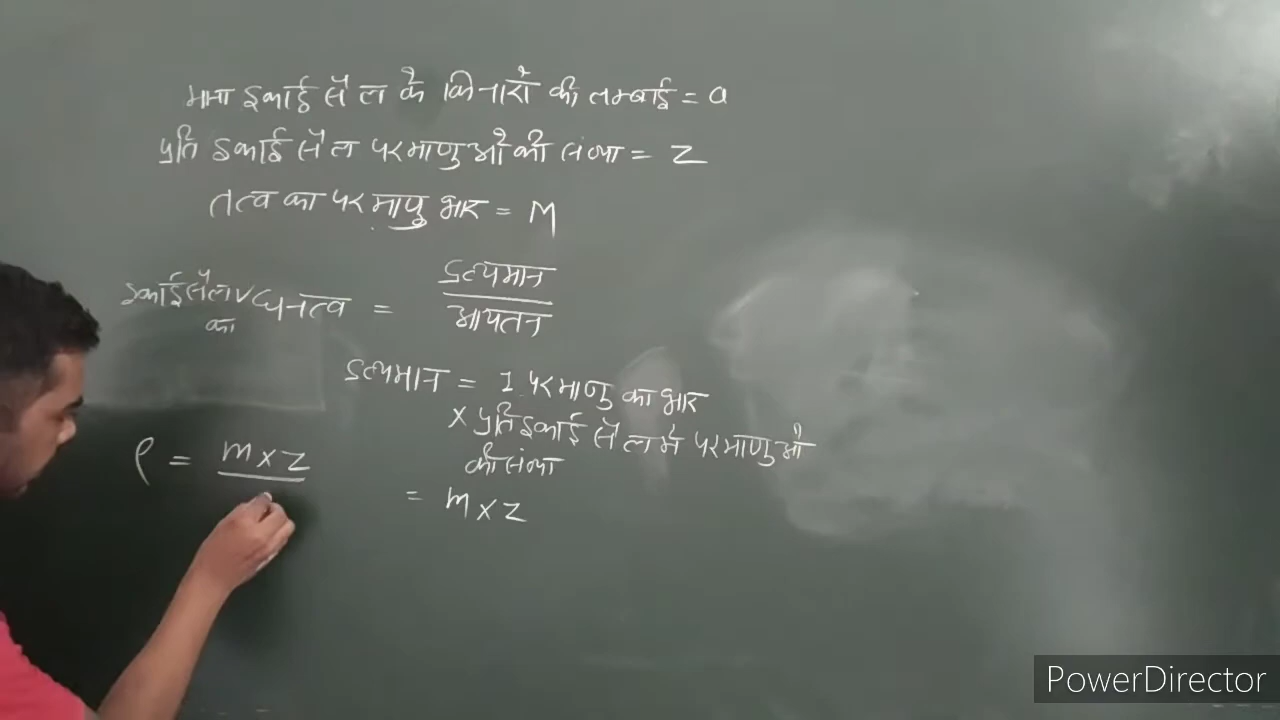 माना इकाई सैल के किनारों की लम्बाई = a
प्रति इकाई सैल परमाणुओं की संख्या = Z
तत्व का परमाणु भार = M
इकाई सैल का घनत्व = द्रव्यमान / आयतन
द्रव्यमान = 1 परमाणु का भार
× प्रति इकाई सैल में परमाणुओं
की संख्या
= m × z
ρ = m × z
PowerDirector